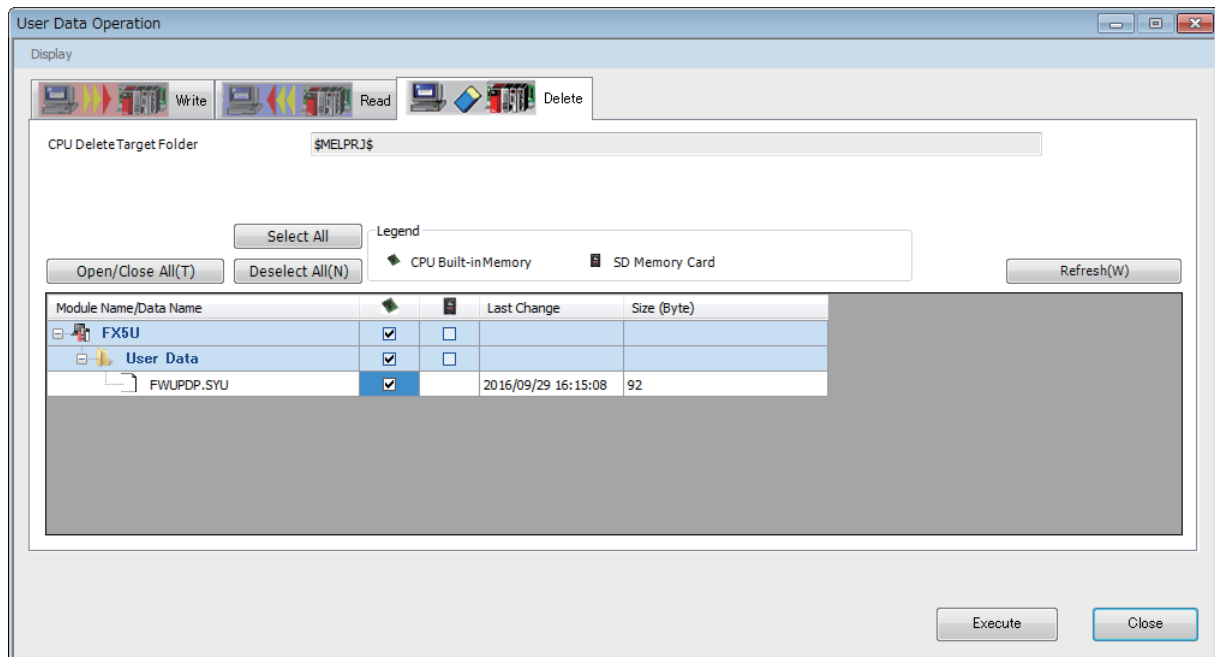 User Data Operation
Display
Write Read Delete
CPU Delete Target Folder $MELPRJ$
Select All Legend
Open/Close All(T) Deselect All(N) CPU Built-in Memory SD Memory Card Refresh(W)
Module Name/Data Name Last Change Size (Byte)
FX5U
User Data
FWUPDP.SYU 2016/09/29 16:15:08 92
Execute Close